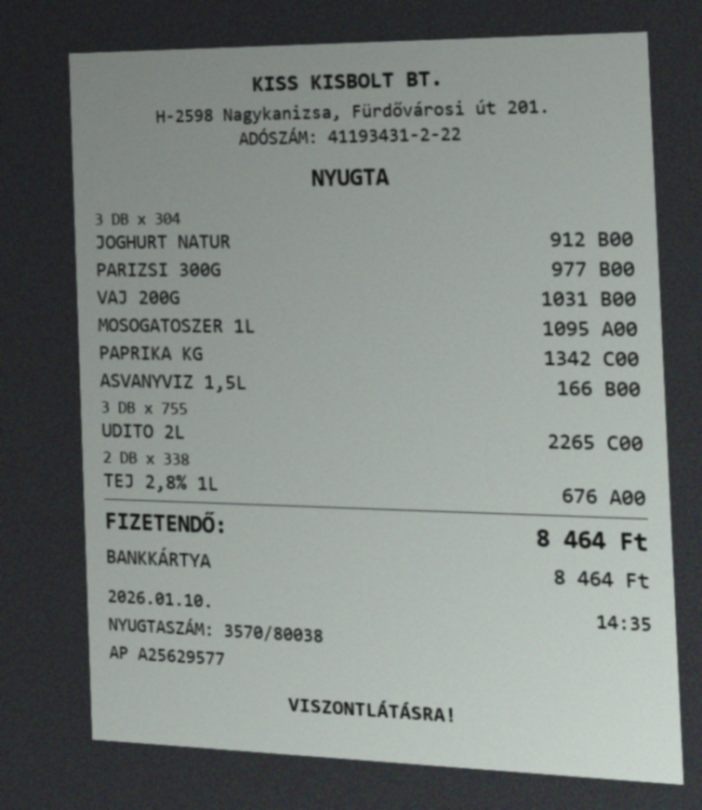 KISS KISBOLT BT.
H-2598 Nagykanizsa, Fürdővárosi út 201.
ADÓSZÁM: 41193431-2-22
NYUGTA
3 DB x 304
JOGHURT NATUR 912 B00
PARIZSI 300G 977 B00
VAJ 200G 1031 B00
MOSOGATOSZER 1L 1095 A00
PAPRIKA KG 1342 C00
ASVANYVIZ 1,5L 166 B00
3 DB x 755
UDITO 2L 2265 C00
2 DB x 338
TEJ 2,8% 1L 676 A00
FIZETENDŐ: 8 464 Ft
BANKKÁRTYA 8 464 Ft
2026.01.10. 14:35
NYUGTASZÁM: 3570/80038
AP A25629577
VISZONTLÁTÁSRA!